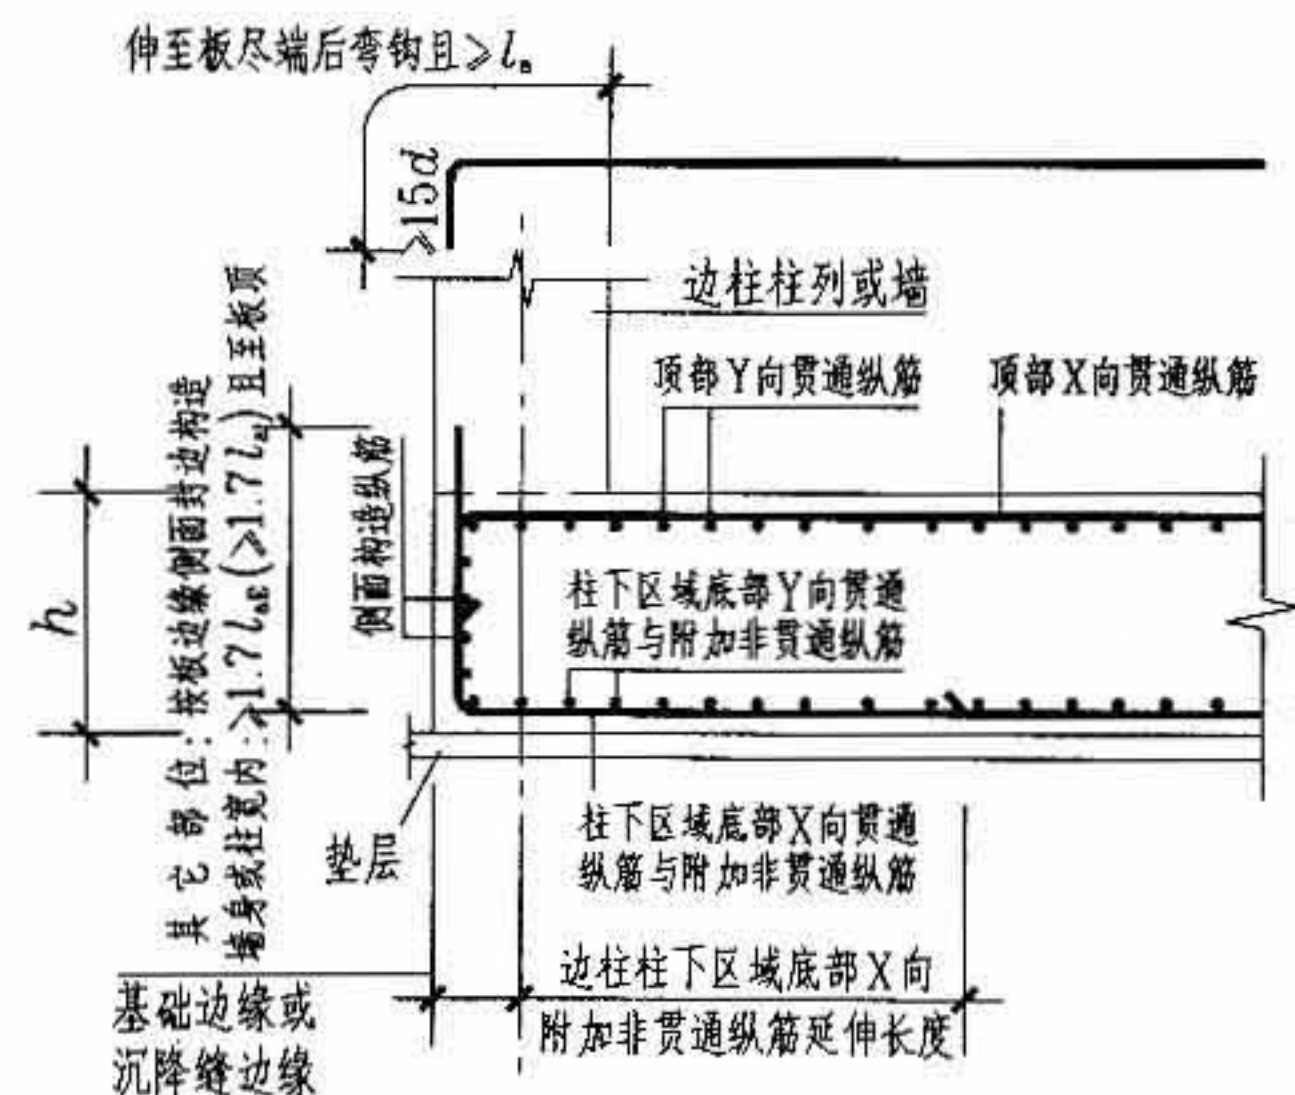 伸至板尽端后弯钩且≥lₐ
≥15d
边柱柱列或墙
顶部Y向贯通纵筋
顶部X向贯通纵筋
其它部位：按板边缘侧面封边构造
墙身或柱宽内：≥1.7lₐE(≥1.7lₐ)且至板顶
侧面构造纵筋
h
柱下区域底部Y向贯通
纵筋与附加非贯通纵筋
垫层
柱下区域底部X向贯通
纵筋与附加非贯通纵筋
边柱柱下区域底部X向
附加非贯通纵筋延伸长度
基础边缘或
沉降缝边缘